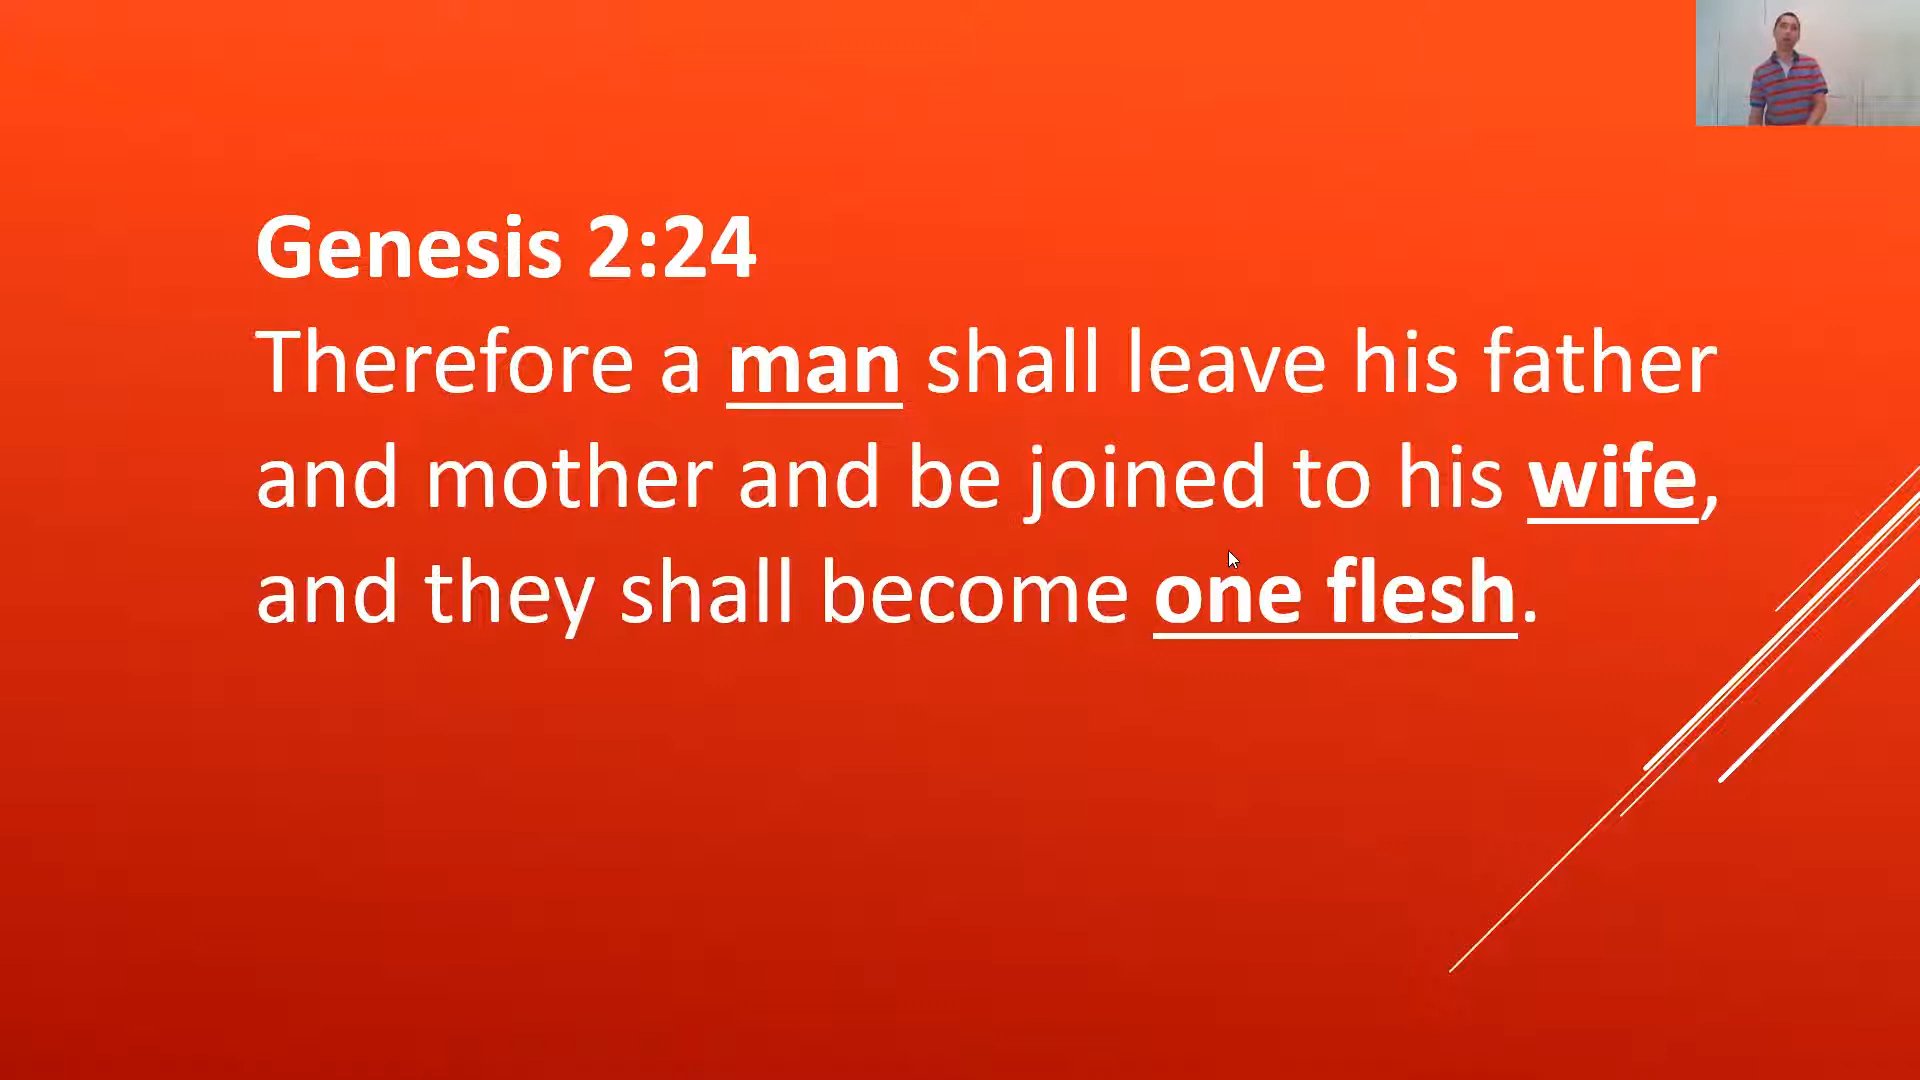 Genesis 2:24
Therefore a man shall leave his father
and mother and be joined to his wife,
and they shall become one flesh.